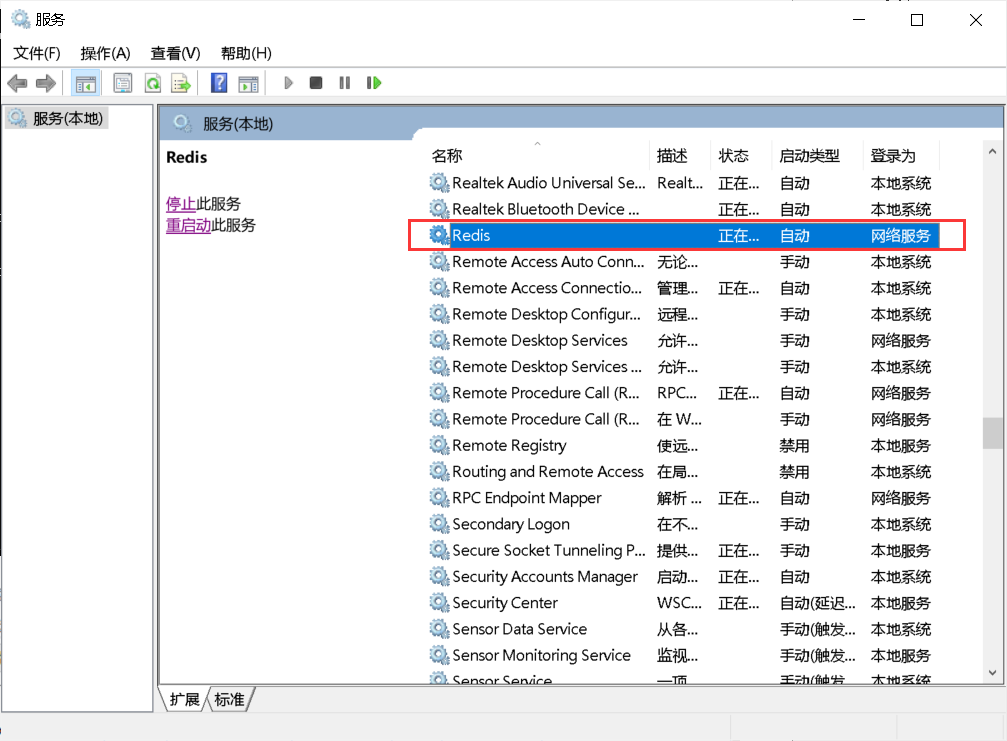 服务
文件(F) 操作(A) 查看(V) 帮助(H)
服务(本地)
服务(本地)
Redis
停止此服务
重启动此服务
名称 描述 状态 启动类型 登录为
Realtek Audio Universal Se... Realt... 正在... 自动 本地系统
Realtek Bluetooth Device ... 正在... 自动 本地系统
Redis 正在... 自动 网络服务
Remote Access Auto Conn... 无论... 手动 本地系统
Remote Access Connectio... 管理... 正在... 自动 本地系统
Remote Desktop Configur... 远程... 手动 本地系统
Remote Desktop Services 允许... 手动 网络服务
Remote Desktop Services ... 允许... 手动 本地系统
Remote Procedure Call (R... RPC... 正在... 自动 网络服务
Remote Procedure Call (R... 在 W... 手动 网络服务
Remote Registry 使远... 禁用 本地服务
Routing and Remote Access 在局... 禁用 本地系统
RPC Endpoint Mapper 解析 ... 正在... 自动 网络服务
Secondary Logon 在不... 手动 本地系统
Secure Socket Tunneling P... 提供... 正在... 手动 本地服务
Security Accounts Manager 启动... 正在... 自动 本地系统
Security Center WSC... 正在... 自动(延迟... 本地服务
Sensor Data Service 从各... 手动(触发... 本地系统
Sensor Monitoring Service 监视... 手动(触发... 本地服务
Sensor Service 一项... 手动(触发... 本地系统
扩展 标准